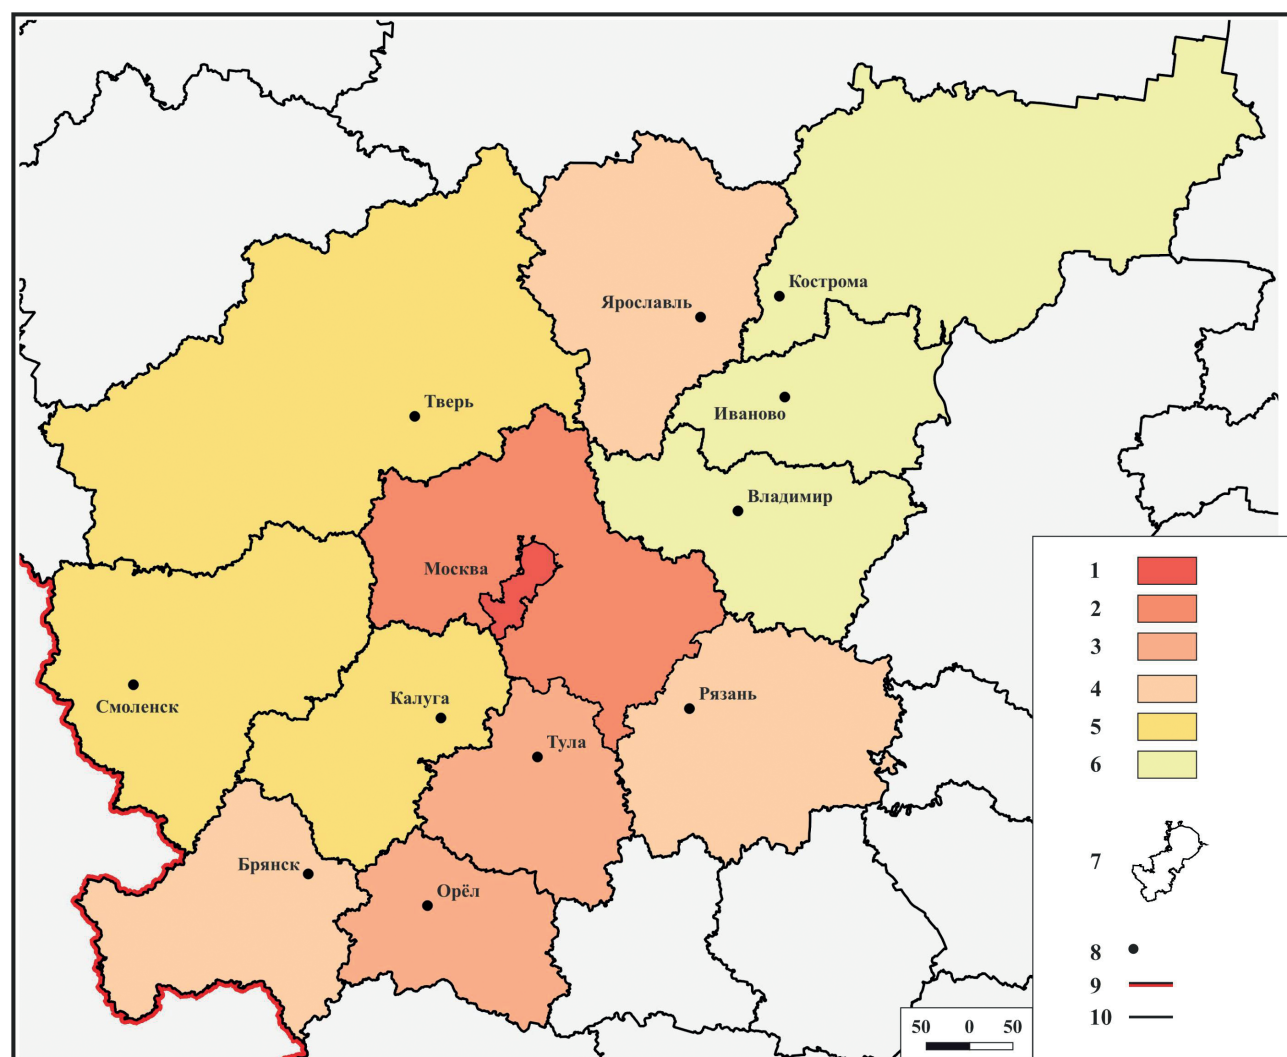 Кострома
Ярославль
Тверь
Иваново
Владимир
Москва
Смоленск
Калуга
Рязань
Тула
Брянск
Орёл
1
2
3
4
5
6
7
8
9
10
50 0 50